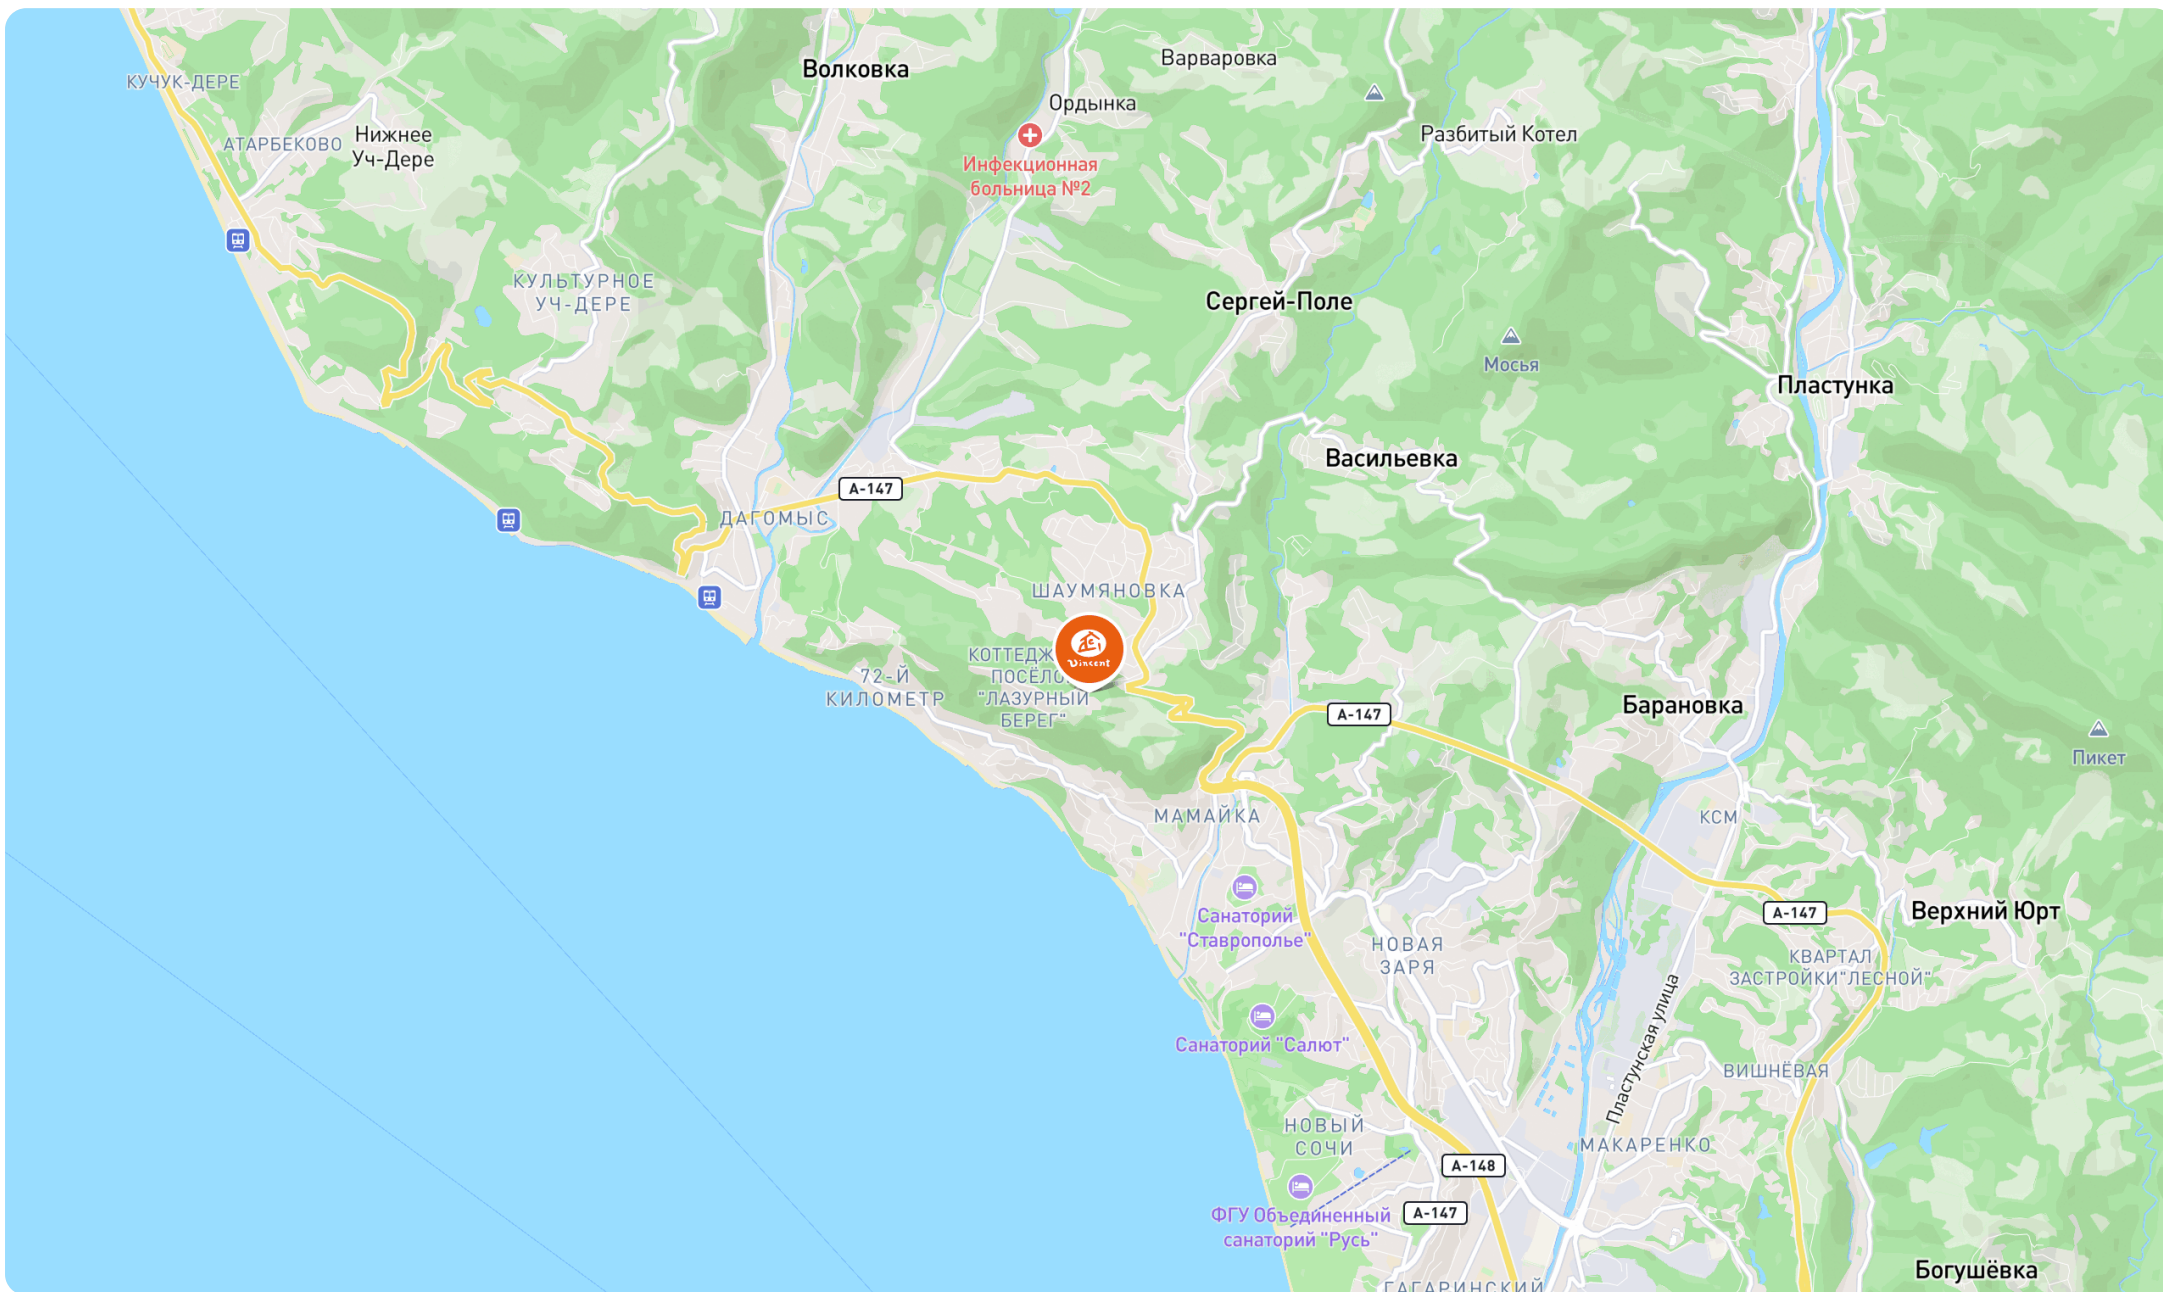 Волковка
Варваровка
КУЧУК-ДЕРЕ
Ордынка
АТАРБЕКОВО
Нижнее
Уч-Дере
Разбитый Котел
Инфекционная
больница №2
КУЛЬТУРНОЕ
УЧ-ДЕРЕ
Сергей-Поле
Мосья
Пластунка
Васильевка
А-147
ДАГОМЫС
ШАУМЯНОВКА
Vincent
КОТТЕДЖ
ПОСЁЛО
"ЛАЗУРНЫЙ
БЕРЕГ"
72-Й
КИЛОМЕТР
А-147
Барановка
Пикет
МАМАЙКА
КСМ
А-147
Верхний Юрт
Санаторий
"Ставрополье"
НОВАЯ
ЗАРЯ
КВАРТАЛ
ЗАСТРОЙКИ"ЛЕСНОЙ"
Санаторий "Салют"
Пластунская улица
ВИШНЁВАЯ
НОВЫЙ
СОЧИ
МАКАРЕНКО
А-148
А-147
ФГУ Объединенный
санаторий "Русь"
Богушёвка
ГАГАРИНСКИЙ